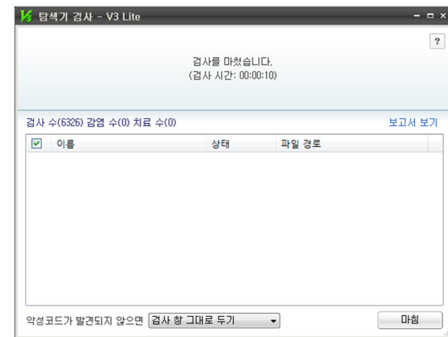 탐색기 검사 - V3 Lite
?
검사를 마쳤습니다.
(검사 시간: 00:00:10)
검사 수(6326) 감염 수(0) 치료 수(0) 보고서 보기
이름 상태 파일 경로
악성코드가 발견되지 않으면 검사 창 그대로 두기 마침